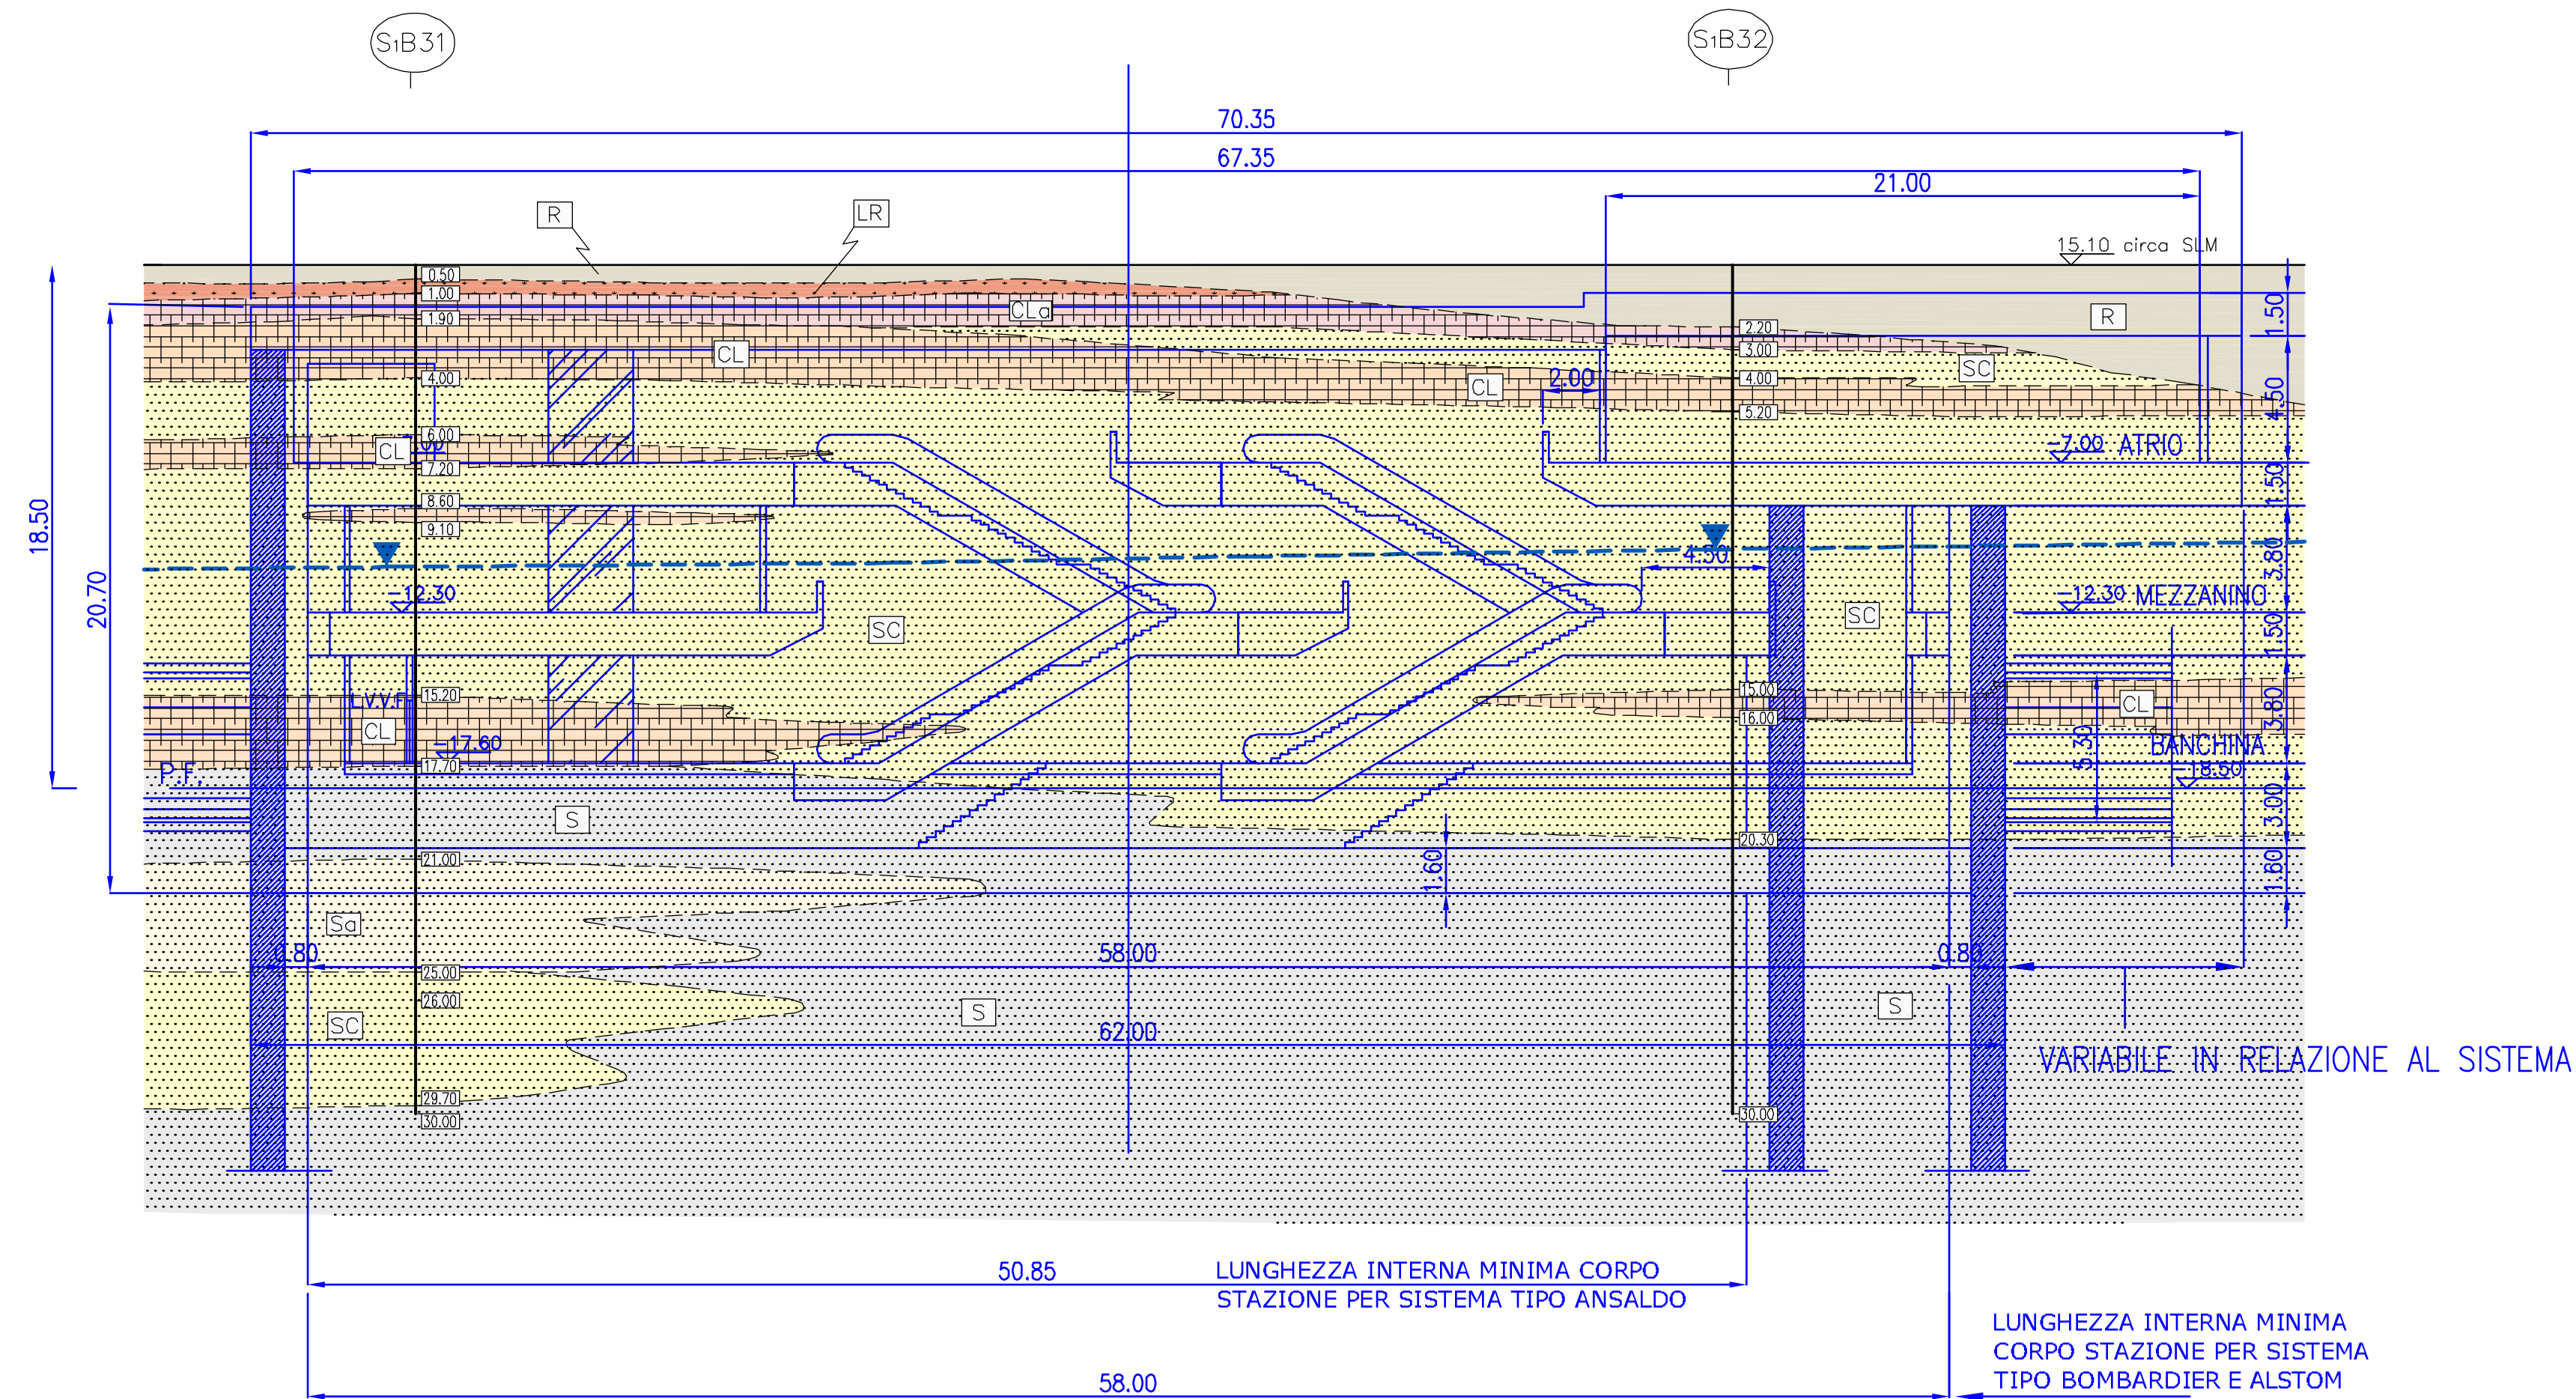 S1B31
S1B32
70.35
67.35
21.00
R
LR
15.10 circa SLM
0.50
1.00
1.90
CLa
R
1.50
2.20
3.00
CL
SC
4.00
CL
2.00
4.00
4.50
5.20
6.00
CL
-7.00 ATRIO
7.20
1.50
8.60
9.10
18.50
4.50
3.80
20.70
-12.30
-12.30 MEZZANINO
SC
SC
1.50
15.20
15.00
L.V.V.F.
CL
16.00
CL
3.80
-17.60
5.30
BANCHINA
17.70
P.F.
-18.50
S
3.00
20.30
21.00
1.60
1.60
Sa
0.80
58.00
0.80
25.00
26.00
S
S
SC
62.00
VARIABILE IN RELAZIONE AL SISTEMA
29.70
30.00
30.00
50.85
LUNGHEZZA INTERNA MINIMA CORPO
STAZIONE PER SISTEMA TIPO ANSALDO
LUNGHEZZA INTERNA MINIMA
CORPO STAZIONE PER SISTEMA
TIPO BOMBARDIER E ALSTOM
58.00